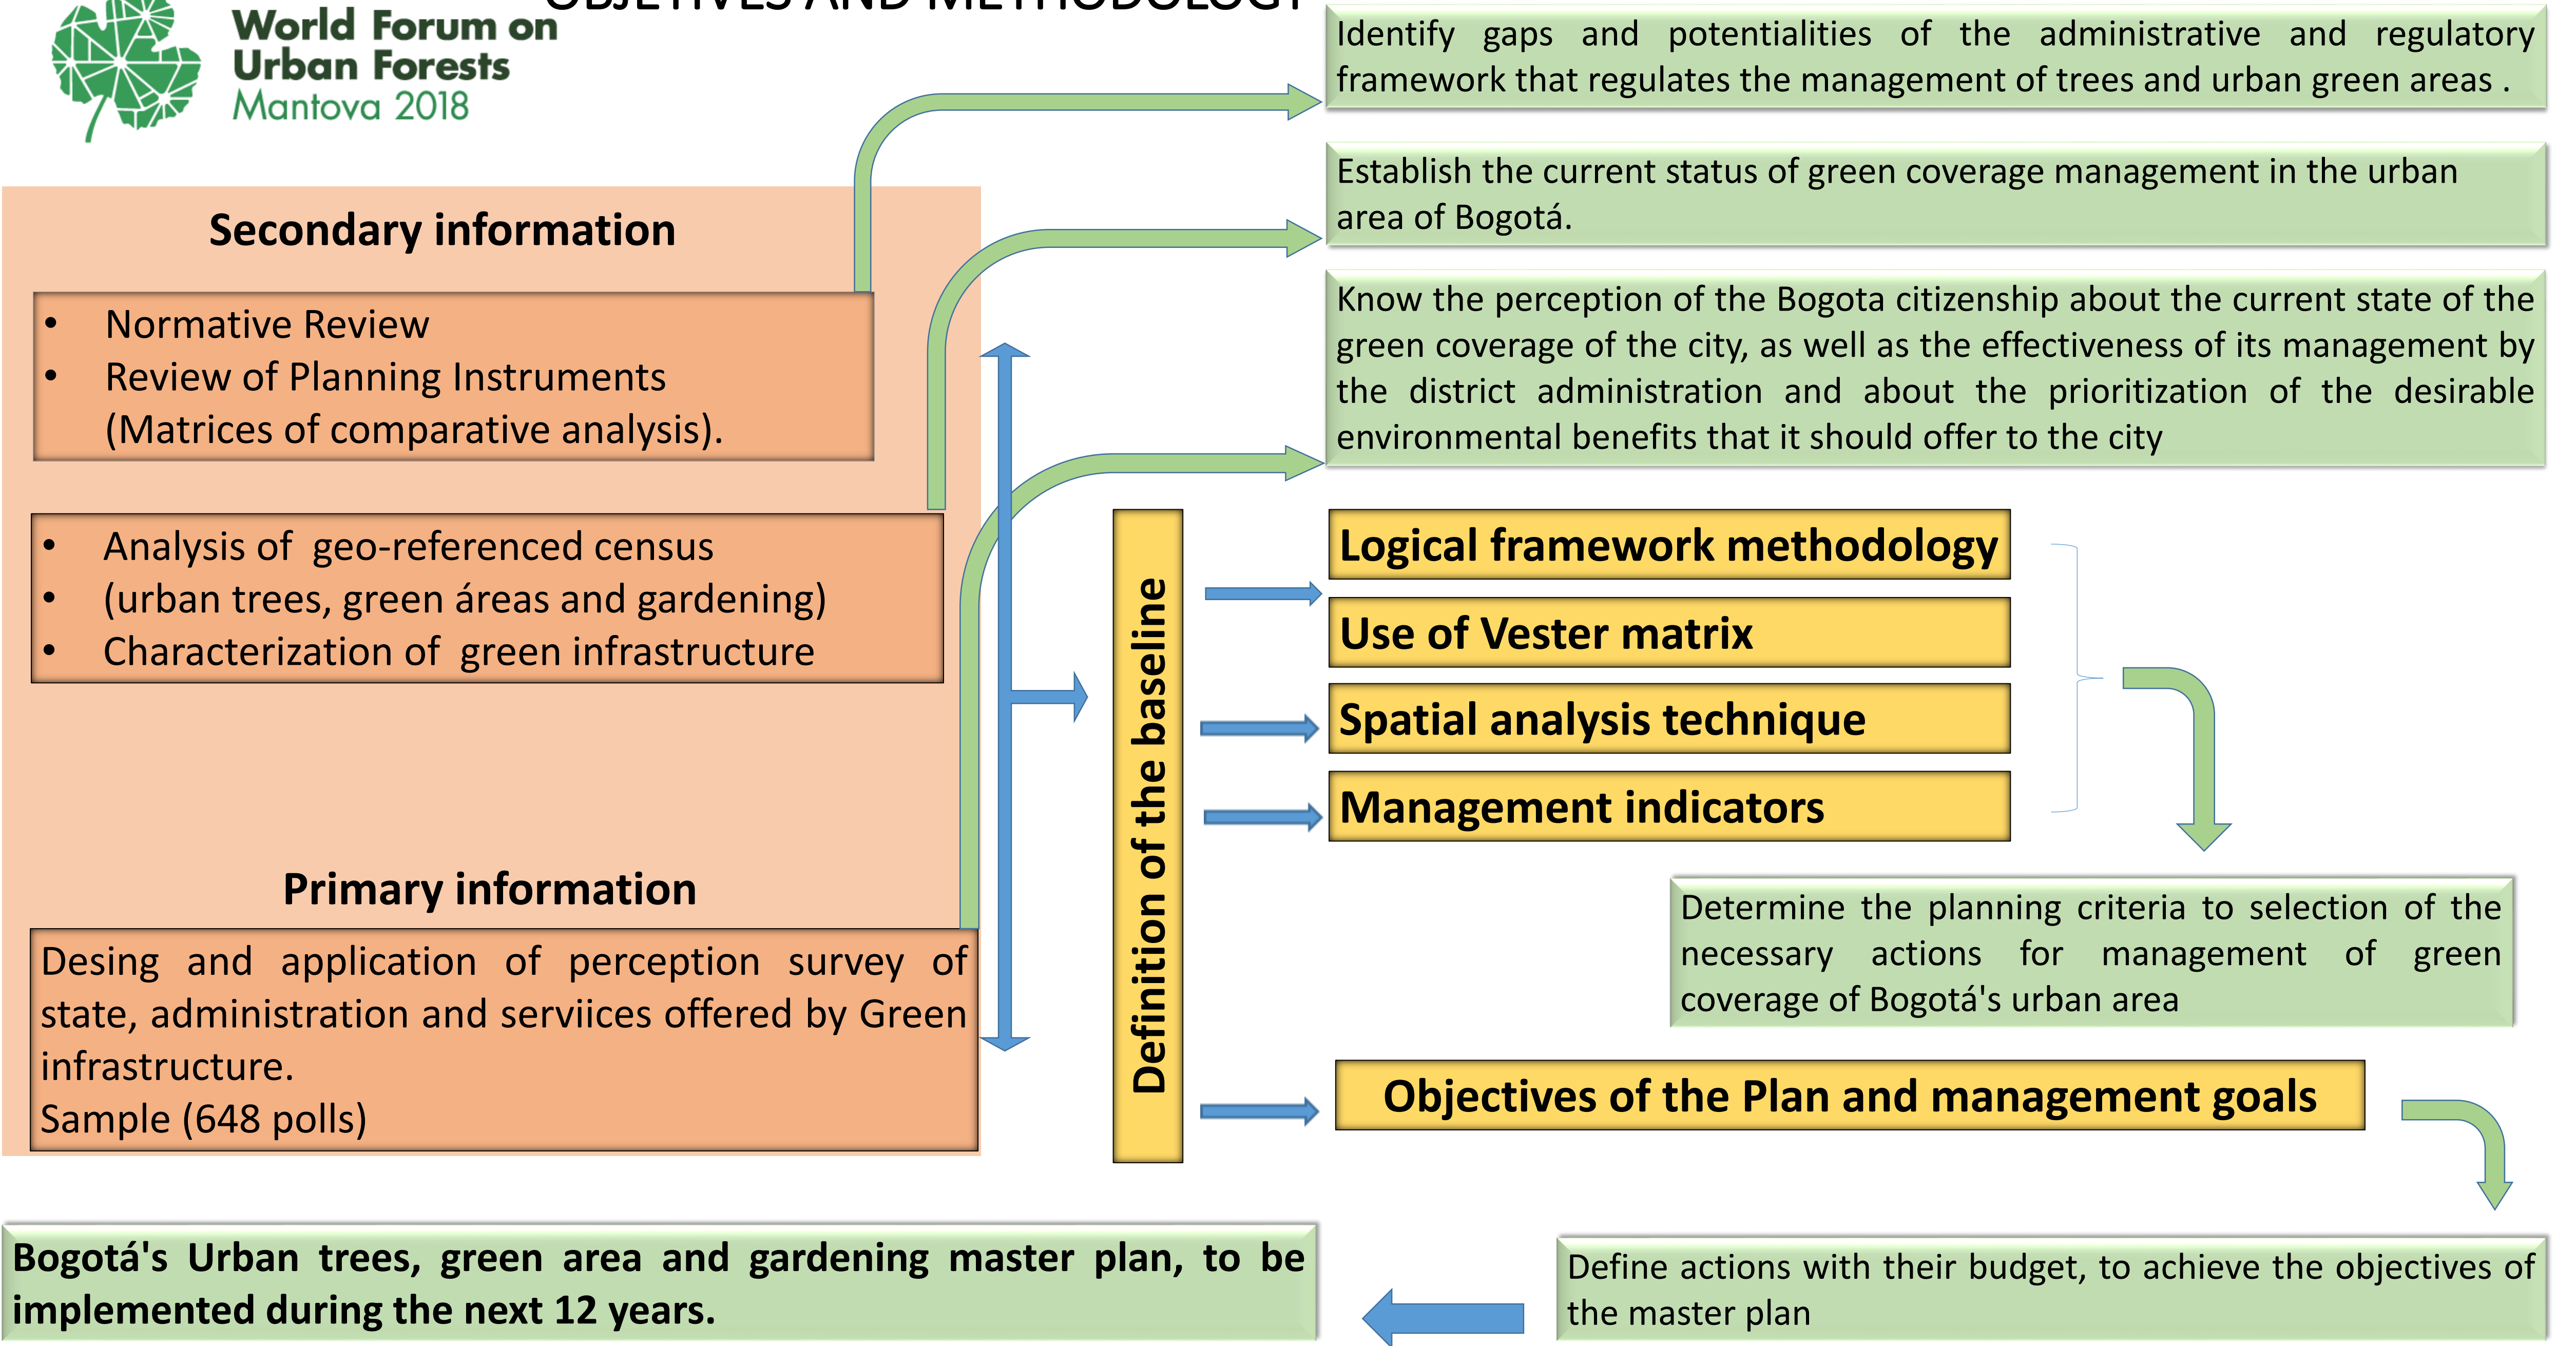 OBJETIVES AND METHODOLOGY
World Forum on
Urban Forests
Mantova 2018
Identify gaps and potentialities of the administrative and regulatory
framework that regulates the management of trees and urban green areas .
Establish the current status of green coverage management in the urban
area of Bogotá.
Know the perception of the Bogota citizenship about the current state of the
green coverage of the city, as well as the effectiveness of its management by
the district administration and about the prioritization of the desirable
environmental benefits that it should offer to the city
Secondary information
• Normative Review
• Review of Planning Instruments
(Matrices of comparative analysis).
• Analysis of geo-referenced census
• (urban trees, green áreas and gardening)
• Characterization of green infrastructure
Primary information
Desing and application of perception survey of
state, administration and serviices offered by Green
infrastructure.
Sample (648 polls)
Definition of the baseline
Logical framework methodology
Use of Vester matrix
Spatial analysis technique
Management indicators
Determine the planning criteria to selection of the
necessary actions for management of green
coverage of Bogotá's urban area
Objectives of the Plan and management goals
Define actions with their budget, to achieve the objectives of
the master plan
Bogotá's Urban trees, green area and gardening master plan, to be
implemented during the next 12 years.